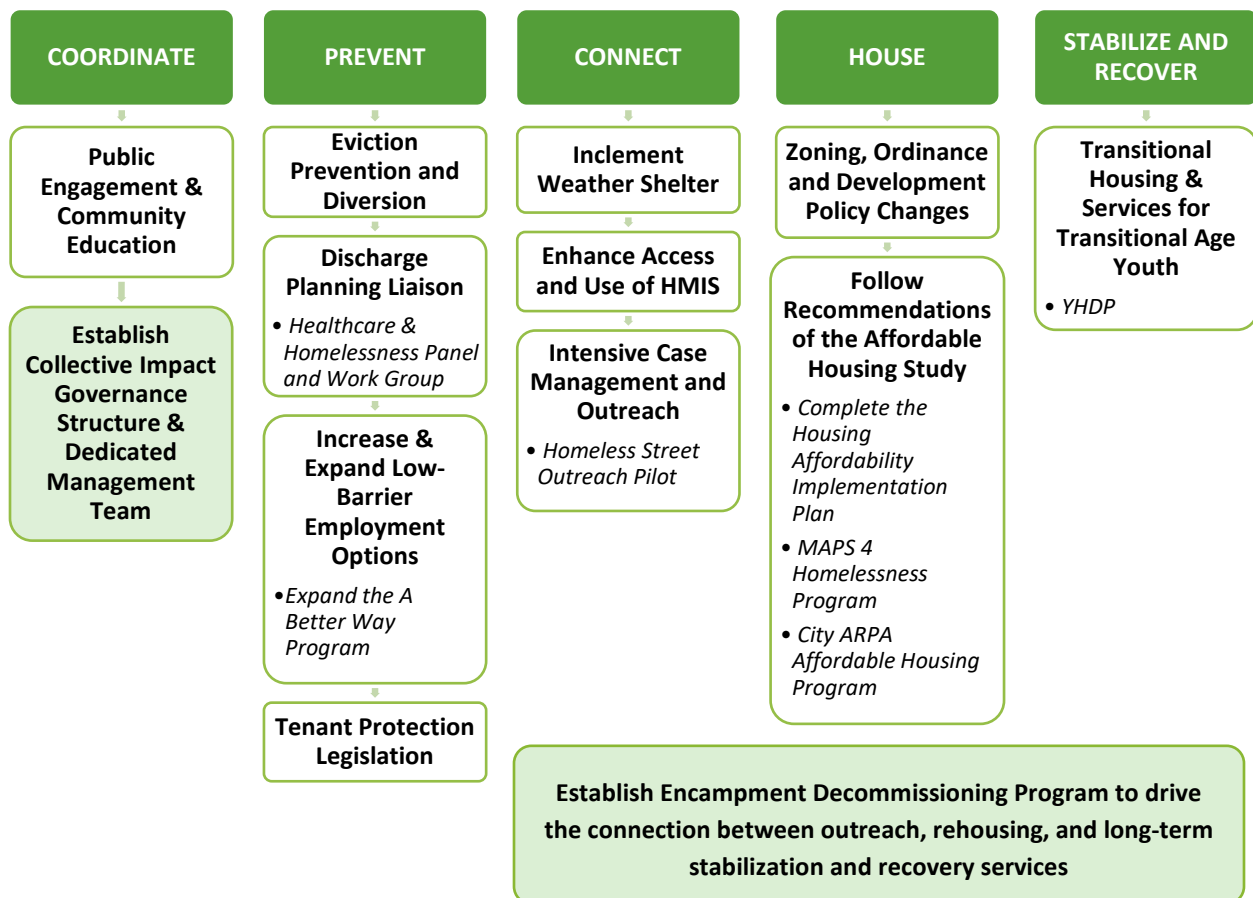 COORDINATE
Public
Engagement &
Community
Education
Establish
Collective Impact
Governance
Structure &
Dedicated
Management
Team
PREVENT
Eviction
Prevention and
Diversion
Discharge
Planning Liaison
• Healthcare &
Homelessness Panel
and Work Group
Increase &
Expand Low-
Barrier
Employment
Options
• Expand the A
Better Way
Program
Tenant Protection
Legislation
CONNECT
Inclement
Weather Shelter
Enhance Access
and Use of HMIS
Intensive Case
Management and
Outreach
• Homeless Street
Outreach Pilot
HOUSE
Zoning, Ordinance
and Development
Policy Changes
Follow
Recommendations
of the Affordable
Housing Study
• Complete the
Housing
Affordability
Implementation
Plan
• MAPS 4
Homelessness
Program
• City ARPA
Affordable Housing
Program
STABILIZE AND
RECOVER
Transitional
Housing &
Services for
Transitional Age
Youth
• YHDP
Establish Encampment Decommissioning Program to drive
the connection between outreach, rehousing, and long-term
stabilization and recovery services